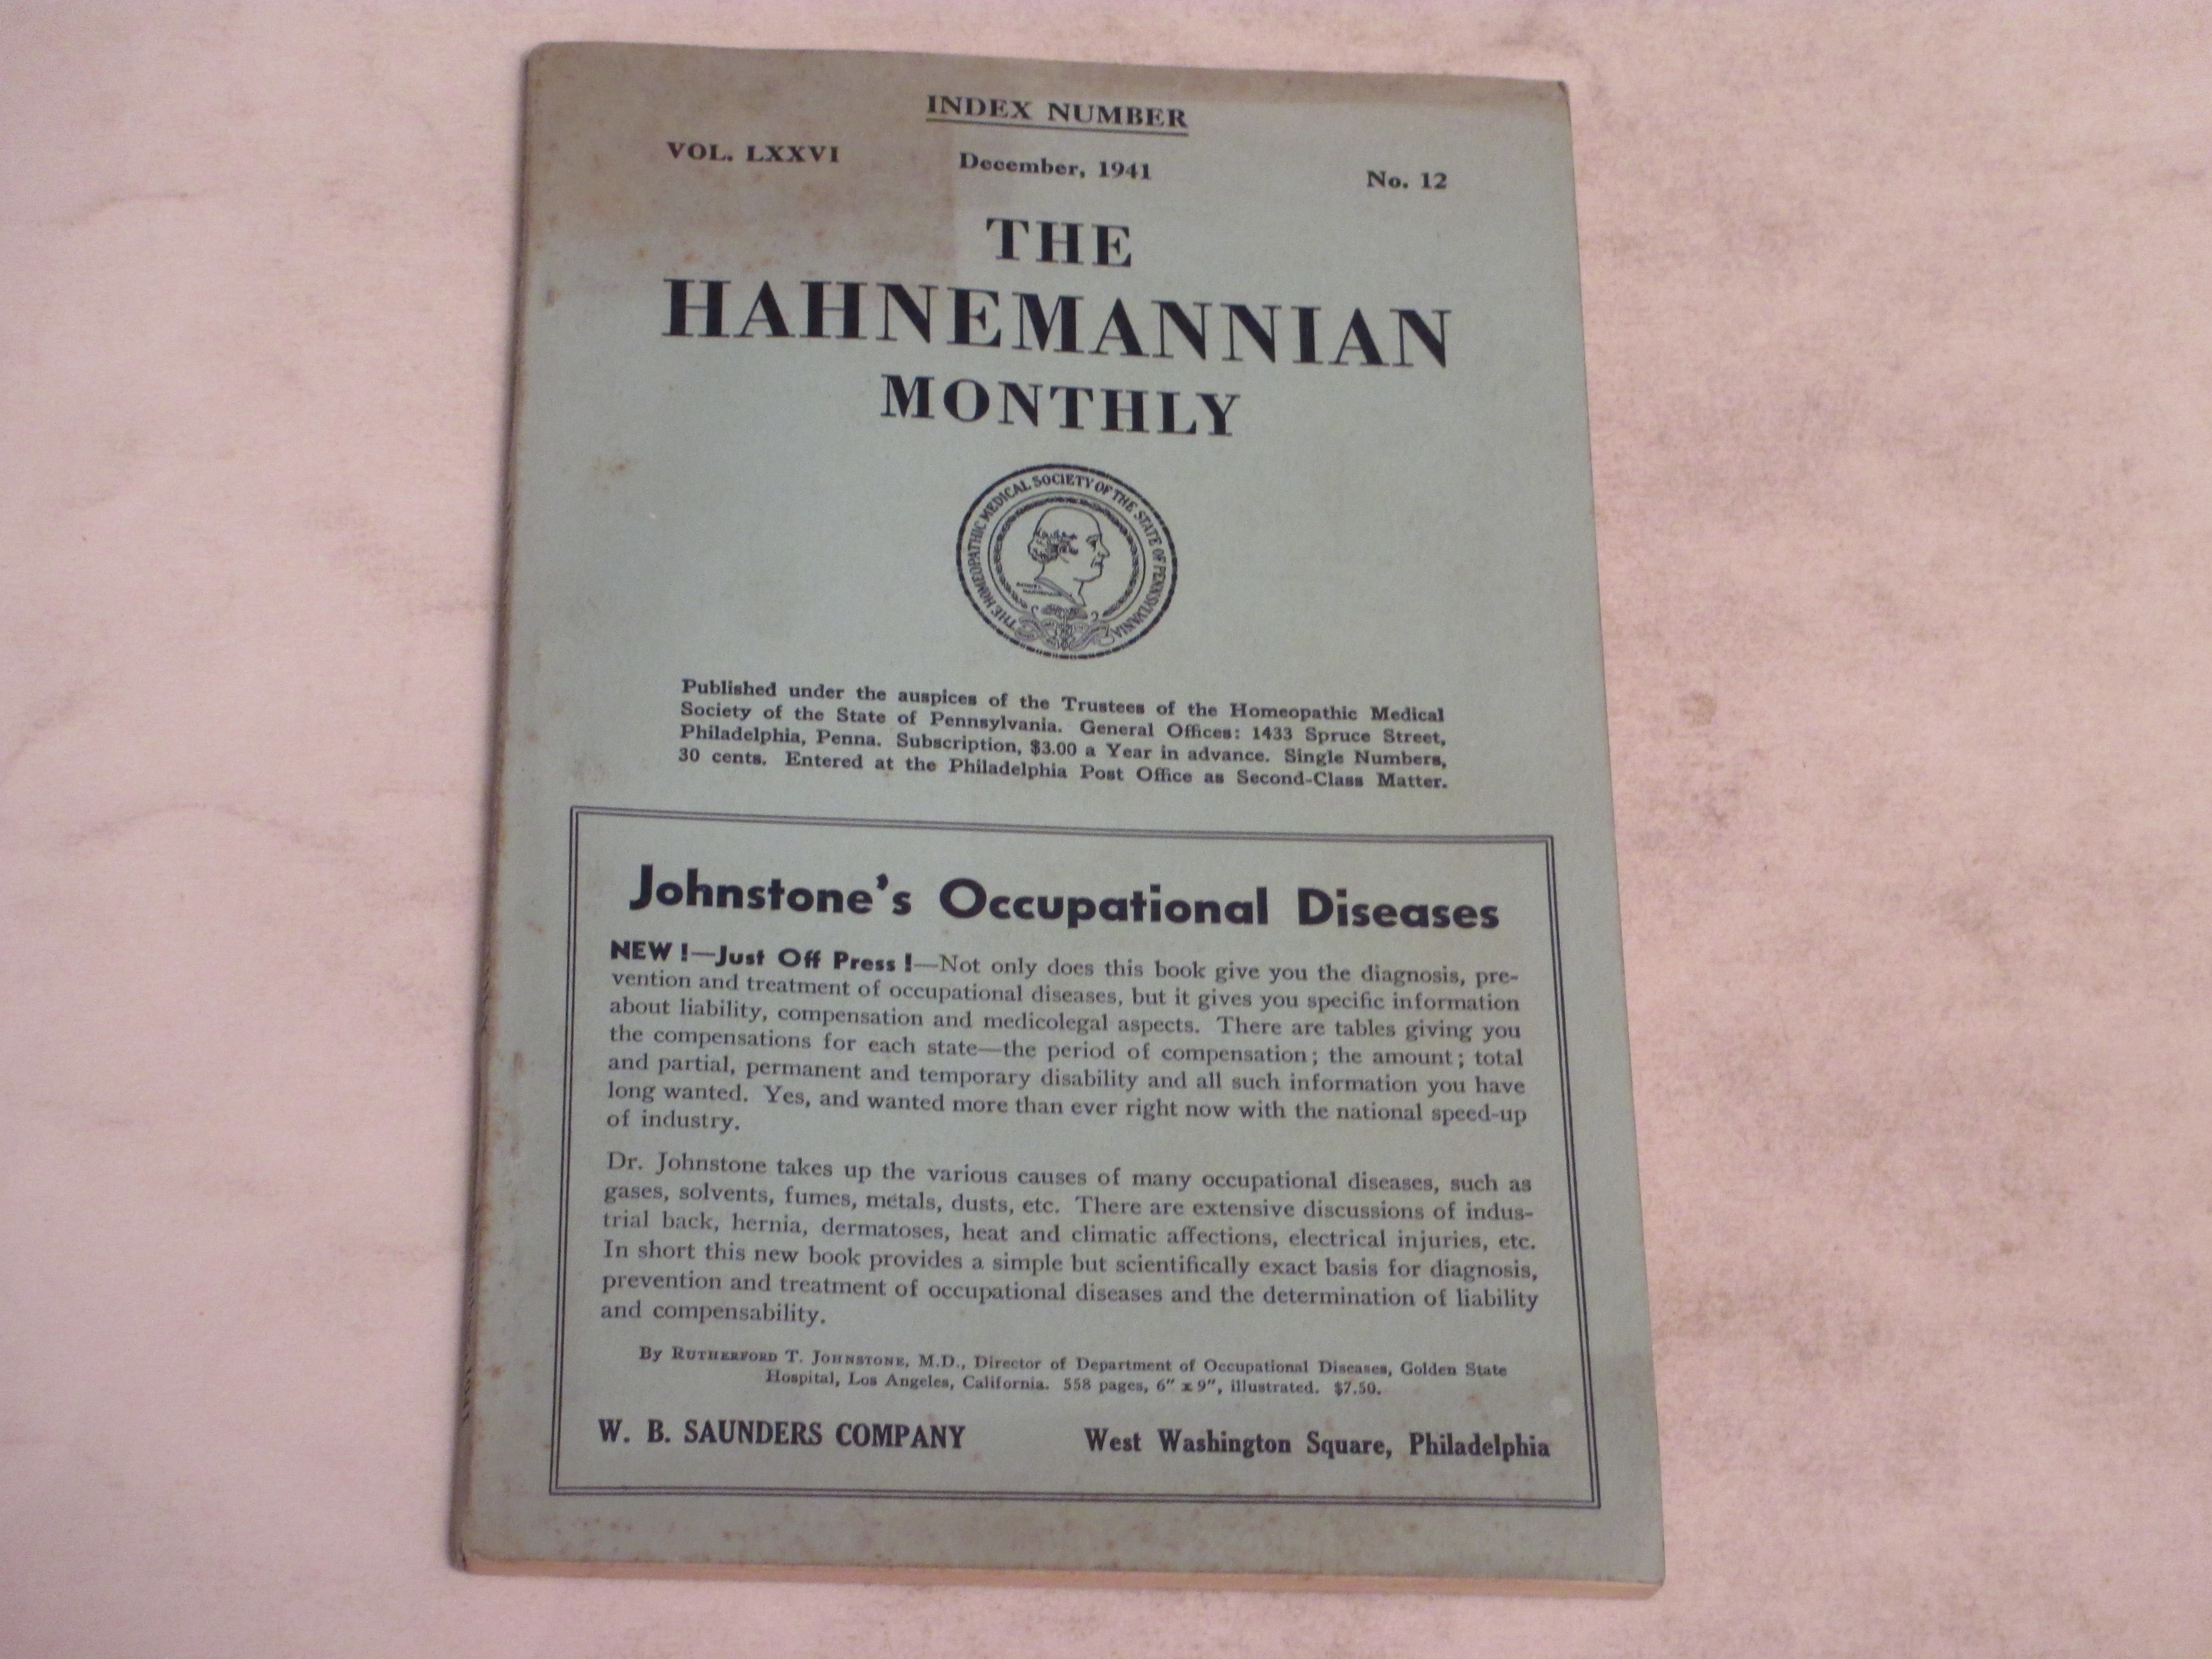 INDEX NUMBER
VOL. LXXVI December, 1941 No. 12
THE
HAHNEMANNIAN
MONTHLY
THE HOMEOPATHIC MEDICAL SOCIETY OF THE STATE OF PENNSYLVANIA
Published under the auspices of the Trustees of the Homeopathic Medical
Society of the State of Pennsylvania. General Offices: 1433 Spruce Street,
Philadelphia, Penna. Subscription, $3.00 a Year in advance. Single Numbers,
30 cents. Entered at the Philadelphia Post Office as Second-Class Matter.
Johnstone's Occupational Diseases
NEW!—Just Off Press!—Not only does this book give you the diagnosis, pre-
vention and treatment of occupational diseases, but it gives you specific information
about liability, compensation and medicolegal aspects. There are tables giving you
the compensations for each state—the period of compensation; the amount; total
and partial, permanent and temporary disability and all such information you have
long wanted. Yes, and wanted more than ever right now with the national speed-up
of industry.
Dr. Johnstone takes up the various causes of many occupational diseases, such as
gases, solvents, fumes, metals, dusts, etc. There are extensive discussions of indus-
trial back, hernia, dermatoses, heat and climatic affections, electrical injuries, etc.
In short this new book provides a simple but scientifically exact basis for diagnosis,
prevention and treatment of occupational diseases and the determination of liability
and compensability.
By RUTHERFORD T. JOHNSTONE, M.D., Director of Department of Occupational Diseases, Golden State
Hospital, Los Angeles, California. 558 pages, 6" x 9", illustrated. $7.50.
W. B. SAUNDERS COMPANY West Washington Square, Philadelphia